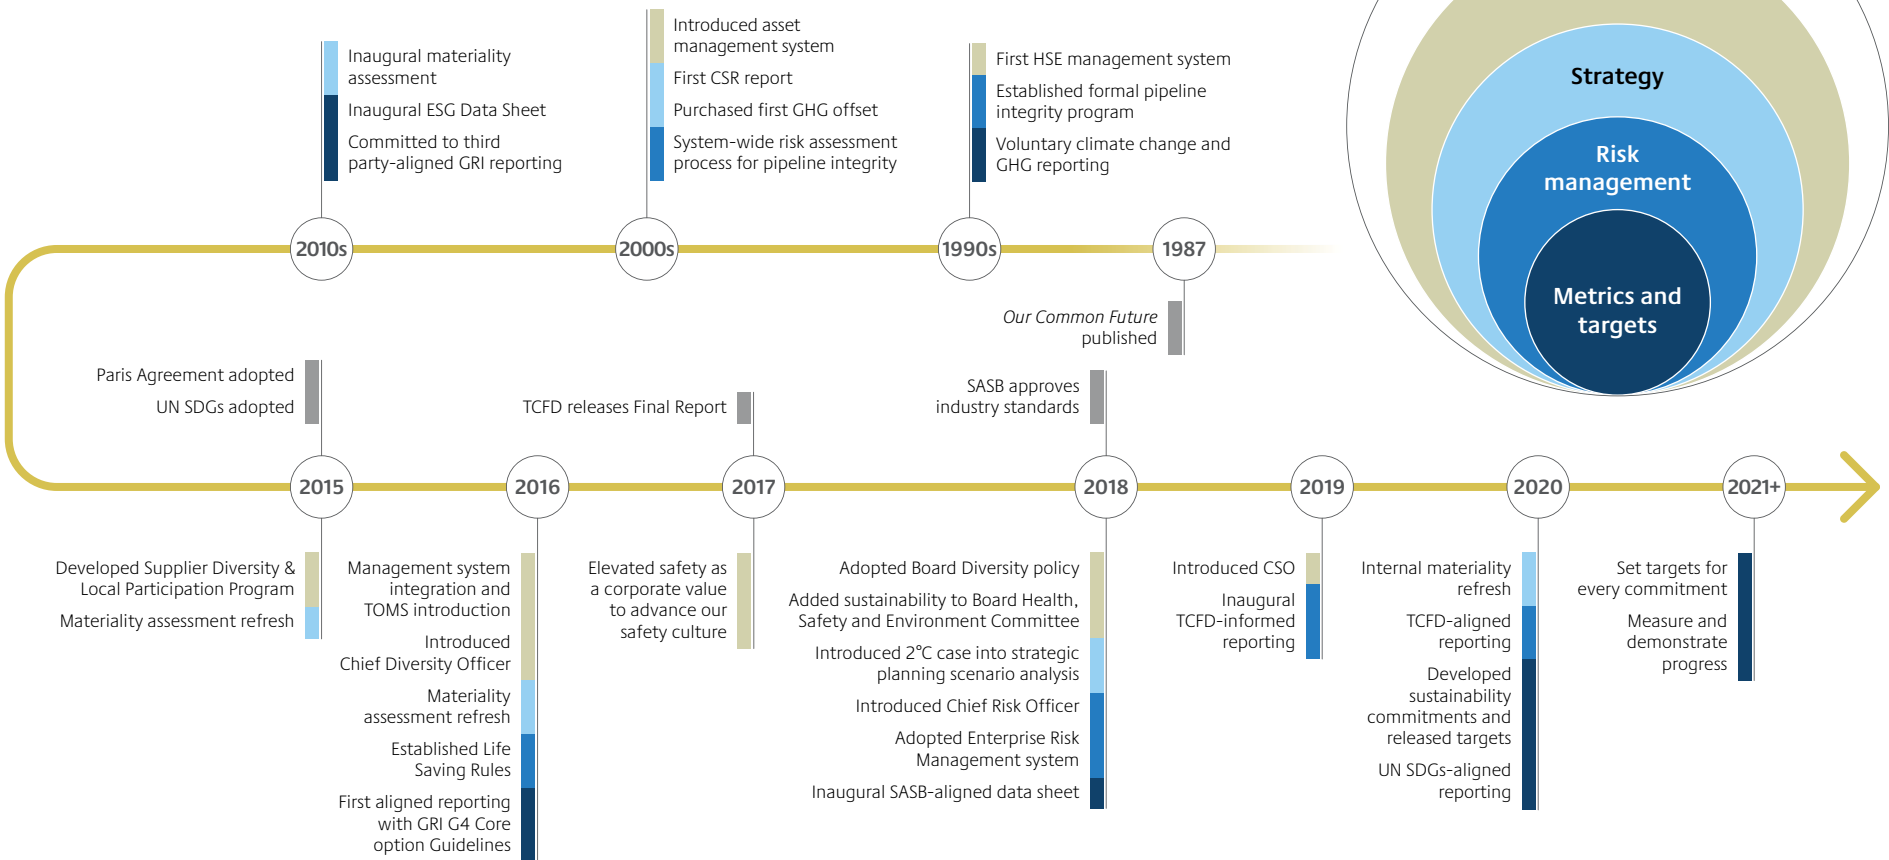 Inaugural materiality
assessment
Inaugural ESG Data Sheet
Committed to third
party-aligned GRI reporting
Introduced asset
management system
First CSR report
Purchased first GHG offset
System-wide risk assessment
process for pipeline integrity
First HSE management system
Established formal pipeline
integrity program
Voluntary climate change and
GHG reporting
Strategy
Risk
management
Metrics and
targets
2010s
2000s
1990s
1987
Our Common Future
published
Paris Agreement adopted
UN SDGs adopted
TCFD releases Final Report
SASB approves
industry standards
2015
2016
2017
2018
2019
2020
2021+
Developed Supplier Diversity &
Local Participation Program
Materiality assessment refresh
Management system
integration and
TOMS introduction
Introduced
Chief Diversity Officer
Materiality
assessment refresh
Established Life
Saving Rules
First aligned reporting
with GRI G4 Core
option Guidelines
Elevated safety as
a corporate value
to advance our
safety culture
Adopted Board Diversity policy
Added sustainability to Board Health,
Safety and Environment Committee
Introduced 2°C case into strategic
planning scenario analysis
Introduced Chief Risk Officer
Adopted Enterprise Risk
Management system
Inaugural SASB-aligned data sheet
Introduced CSO
Inaugural
TCFD-informed
reporting
Internal materiality
refresh
TCFD-aligned
reporting
Developed
sustainability
commitments and
released targets
UN SDGs-aligned
reporting
Set targets for
every commitment
Measure and
demonstrate
progress